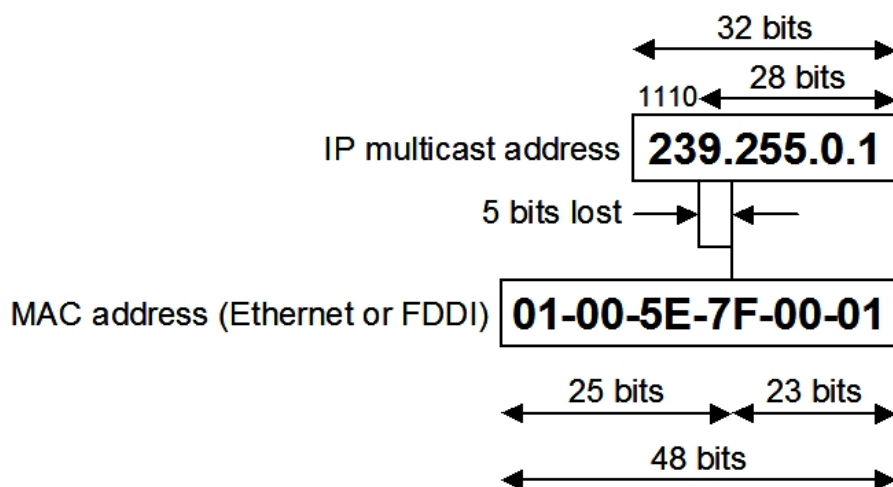 32 bits
28 bits
1110
IP multicast address 239.255.0.1
5 bits lost
MAC address (Ethernet or FDDI) 01-00-5E-7F-00-01
25 bits 23 bits
48 bits